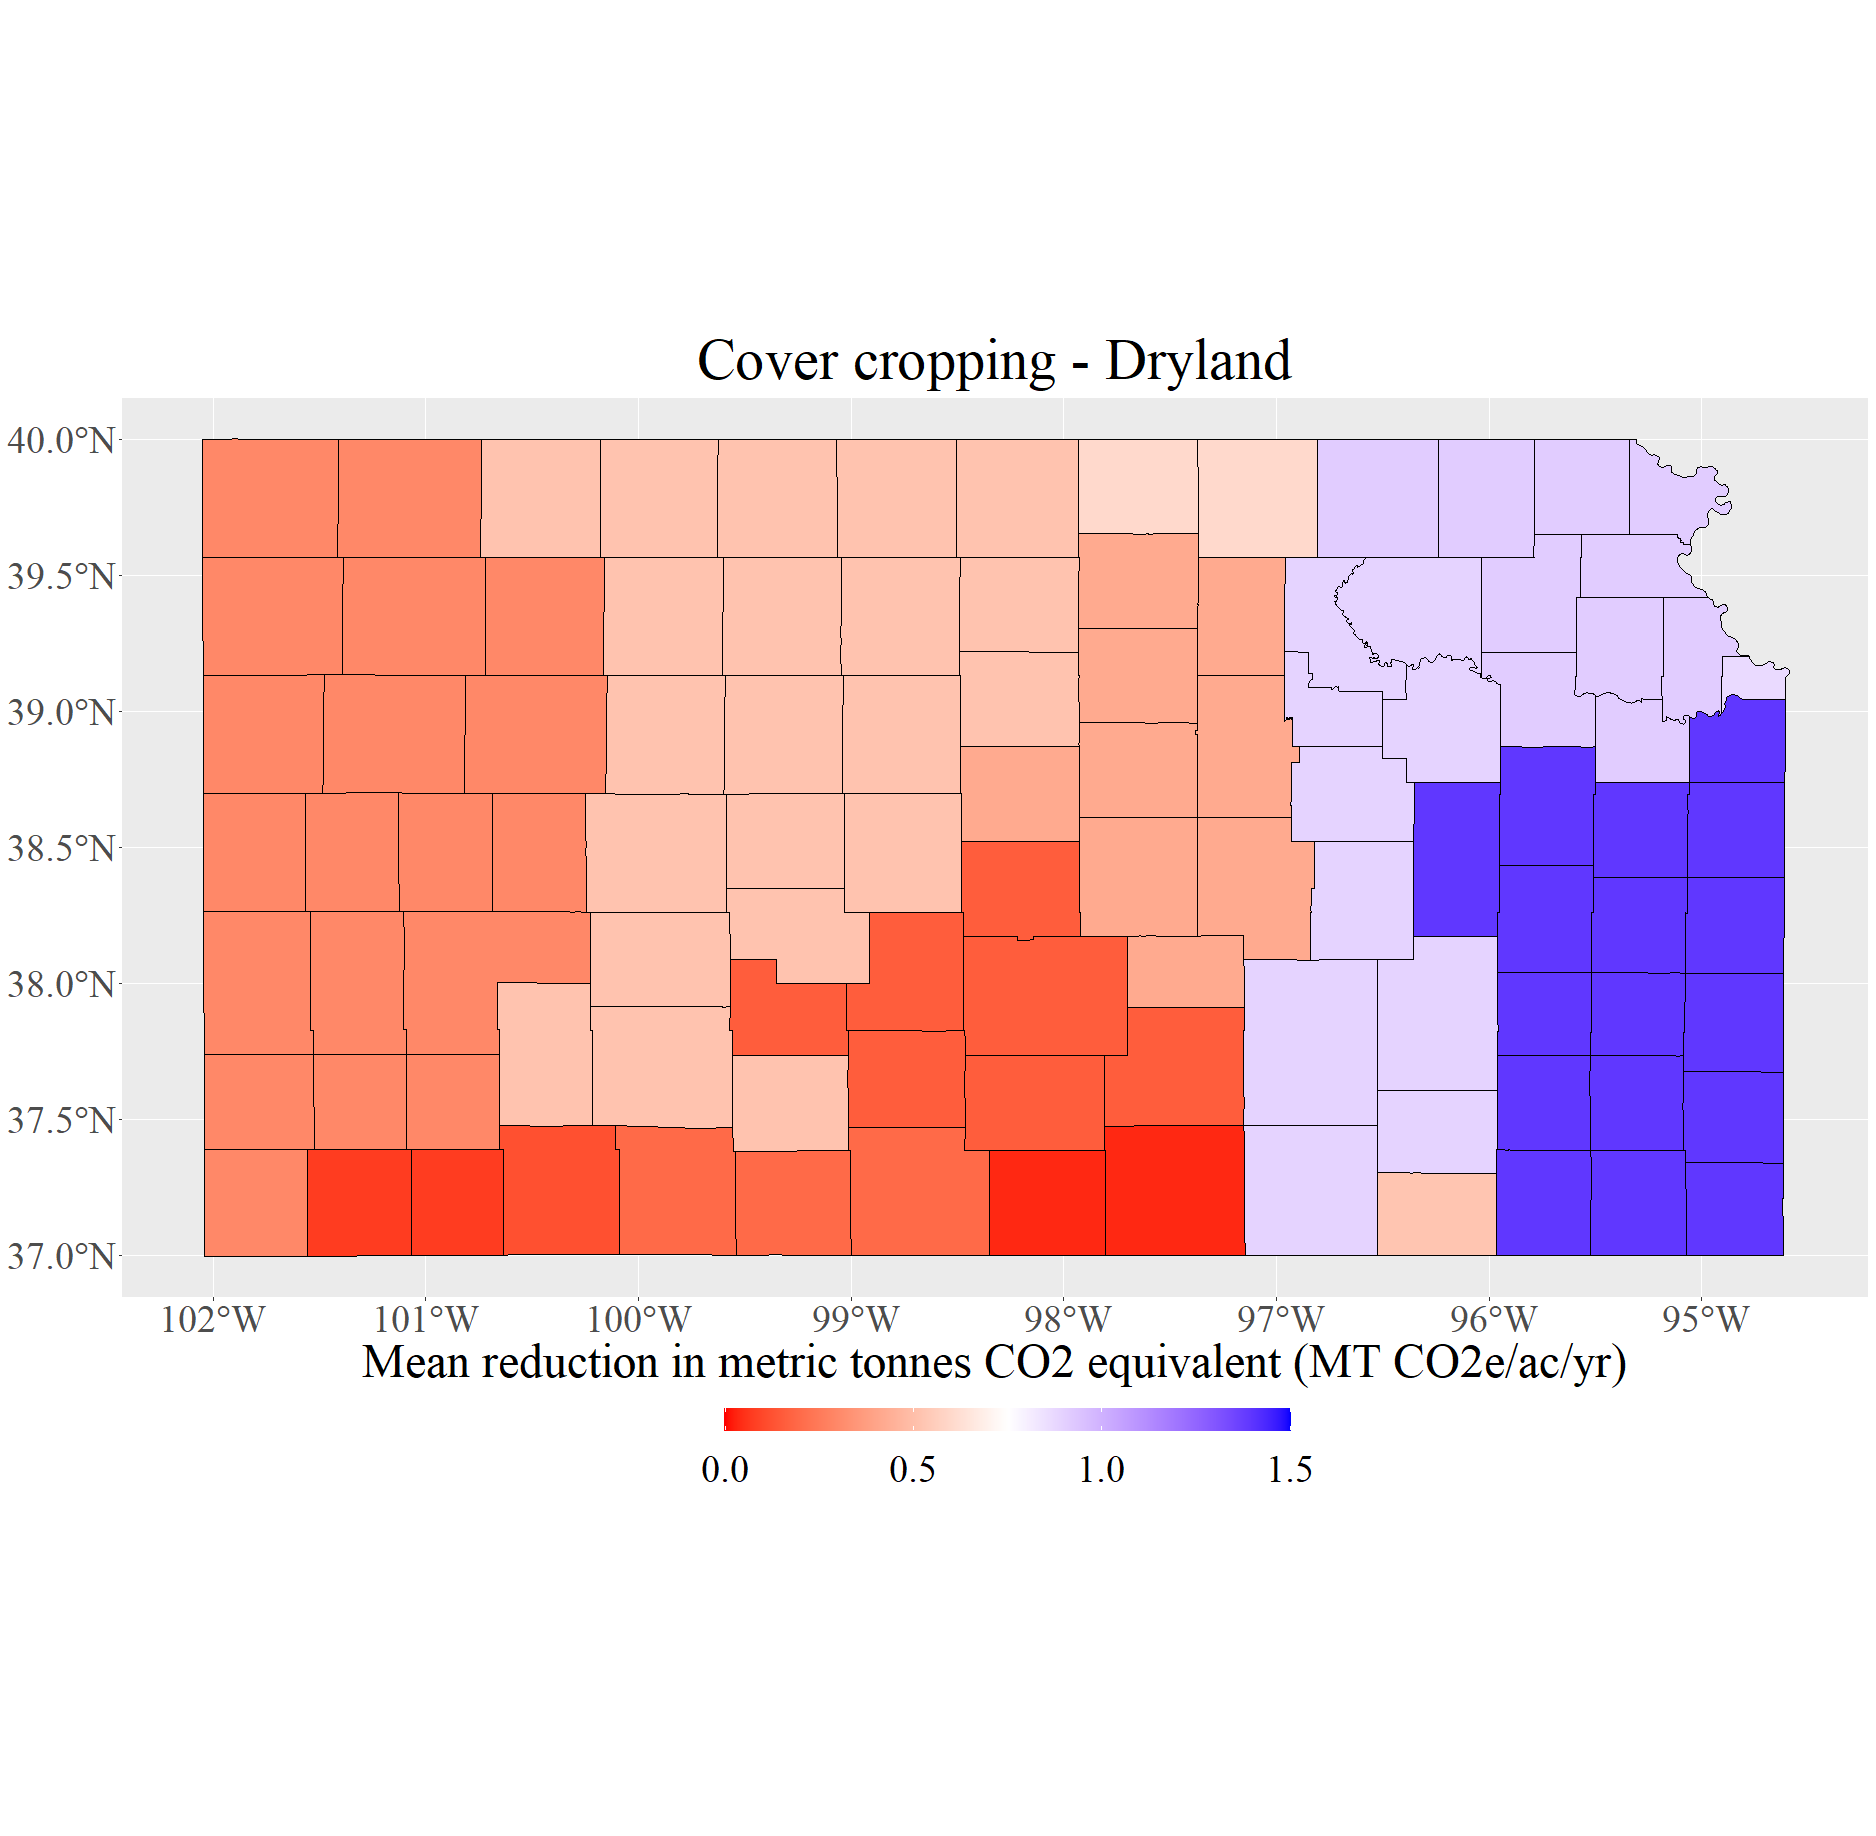 Cover cropping - Dryland
40.0°N
39.5°N
39.0°N
38.5°N
38.0°N
37.5°N
37.0°N
102°W 101°W 100°W 99°W 98°W 97°W 96°W 95°W
Mean reduction in metric tonnes CO2 equivalent (MT CO2e/ac/yr)
0.0 0.5 1.0 1.5